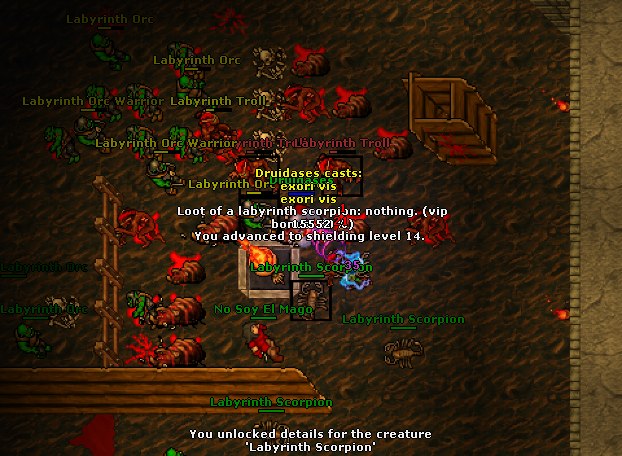 Labyrinth Orc
Labyrinth Orc
Labyrinth Orc Warrior
Labyrinth Troll
Labyrinth Orc Warrior
Labyrinth Troll
Druidases casts:
Labyrinth Orc
Druidases
exori vis
exori vis
Loot of a labyrinth scorpion: nothing. (vip
You advanced to shielding level 14.
Labyrinth Orc
Labyrinth Scorpion
35
Labyrinth Orc
No Soy El Mago
Labyrinth Scorpion
Labyrinth Scorpion
You unlocked details for the creature
'Labyrinth Scorpion'